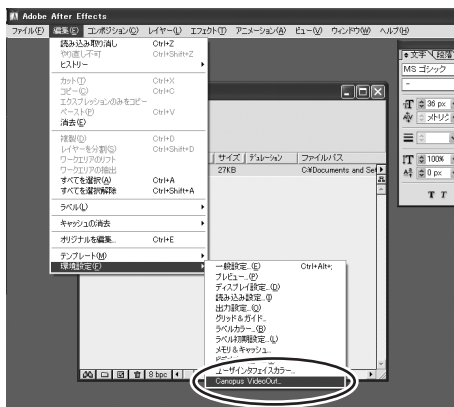 Adobe After Effects
ファイル(F) 編集(E) コンポジション(C) レイヤー(L) エフェクト(T) アニメーション(A) ビュー(V) ウィンドウ(W) ヘルプ(H)
読み込み取り消し Ctrl+Z
やり直し不可 Ctrl+Shift+Z
ヒストリー
カット(T) Ctrl+X
コピー(C) Ctrl+C
エクスプレッションのみをコピー
ペースト(P) Ctrl+V
消去(E)
複製(D) Ctrl+D
レイヤーを分割(S) Ctrl+Shift+D
ワークエリアのリフト
ワークエリアの抽出
すべてを選択(A) Ctrl+A
すべてを選択解除 Ctrl+Shift+A
ラベル(L)
キャッシュの消去
オリジナルを編集... Ctrl+E
テンプレート(M)
環境設定(F)
一般設定...(E) Ctrl+Alt+;
プレビュー...(P)
ディスプレイ設定...(D)
読み込み設定...(I)
出力設定...(O)
グリッド＆ガイド...
ラベルカラー...(B)
ラベル初期設定...(L)
メモリ＆キャッシュ...
ユーザインタフェイスカラー...
Canopus VideoOut...
サイズ デュレーション ファイルパス
27KB C:¥Documents and Set
8 bpc
文字 段落
MS ゴシック
-
36 px
メトリク
100%
0 px
T T